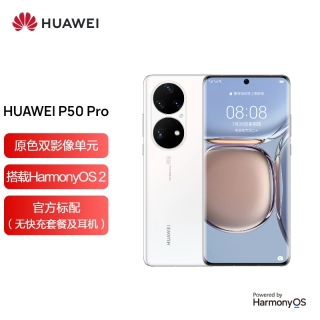 HUAWEI
HUAWEI P50 Pro
原色双影像单元
搭载HarmonyOS 2
官方标配
（无快充套餐及耳机）
08:08
HUAWEI
Powered by
HarmonyOS